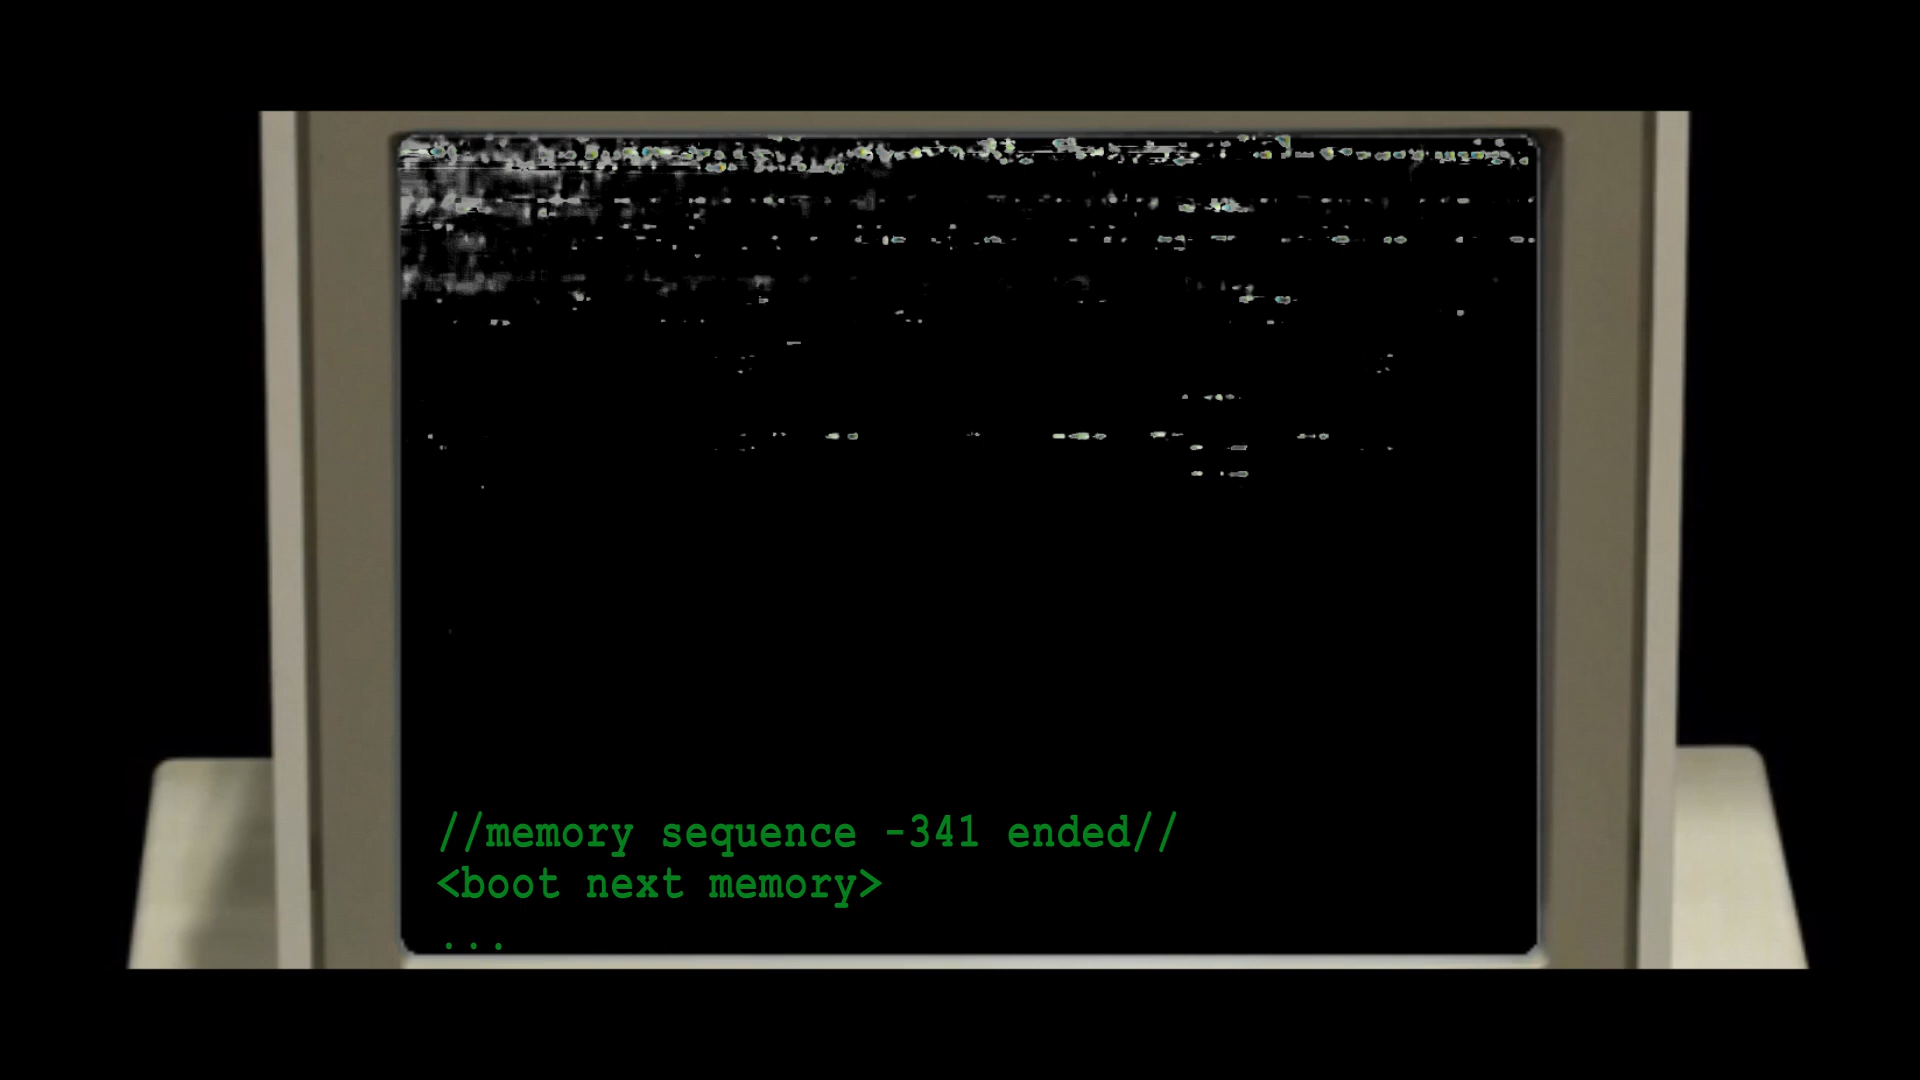 //memory sequence -341 ended//
<boot next memory>
...